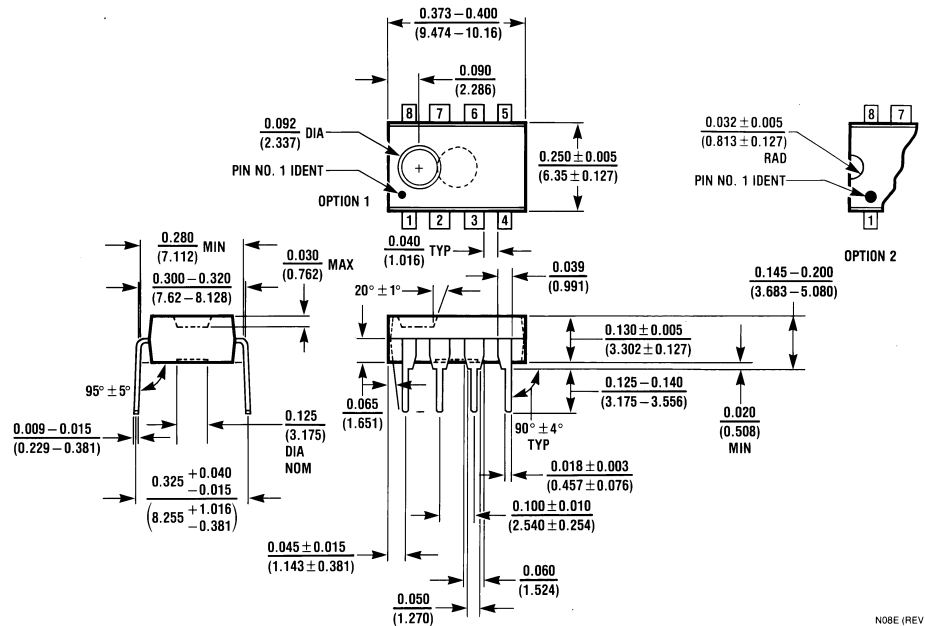 0.373 – 0.400
(9.474 – 10.16)
0.090
(2.286)
8 7 6 5
0.092 DIA
(2.337)
PIN NO. 1 IDENT
OPTION 1
1 2 3 4
0.250 ± 0.005
(6.35 ± 0.127)
8 7
0.032 ± 0.005
(0.813 ± 0.127)
RAD
PIN NO. 1 IDENT
1
OPTION 2
0.280 MIN
(7.112)
0.300 – 0.320
(7.62 – 8.128)
0.030 MAX
(0.762)
0.040 TYP
(1.016)
0.039
(0.991)
20° ± 1°
0.145 – 0.200
(3.683 – 5.080)
0.130 ± 0.005
(3.302 ± 0.127)
0.125 – 0.140
(3.175 – 3.556)
0.020
(0.508)
MIN
95° ± 5°
0.009 – 0.015
(0.229 – 0.381)
0.125
(3.175)
DIA
NOM
0.065
(1.651)
90° ± 4°
TYP
0.018 ± 0.003
(0.457 ± 0.076)
0.325 +0.040
–0.015
(8.255 +1.016
–0.381)
0.100 ± 0.010
(2.540 ± 0.254)
0.045 ± 0.015
(1.143 ± 0.381)
0.060
(1.524)
0.050
(1.270)
N08E (REV